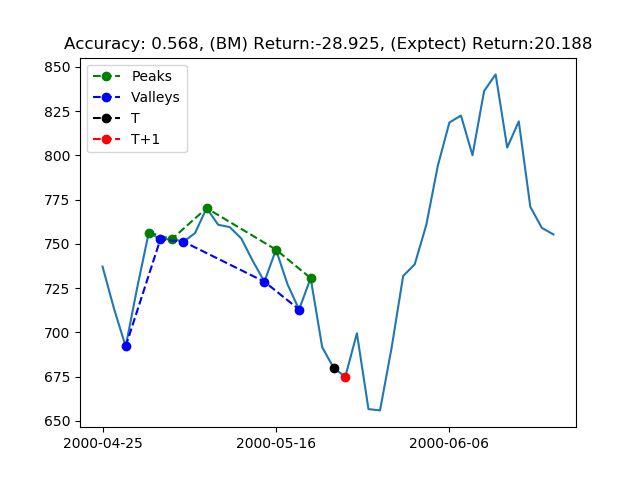 Accuracy: 0.568, (BM) Return:-28.925, (Exptect) Return:20.188
850
825
800
775
750
725
700
675
650
Peaks
Valleys
T
T+1
2000-04-25
2000-05-16
2000-06-06